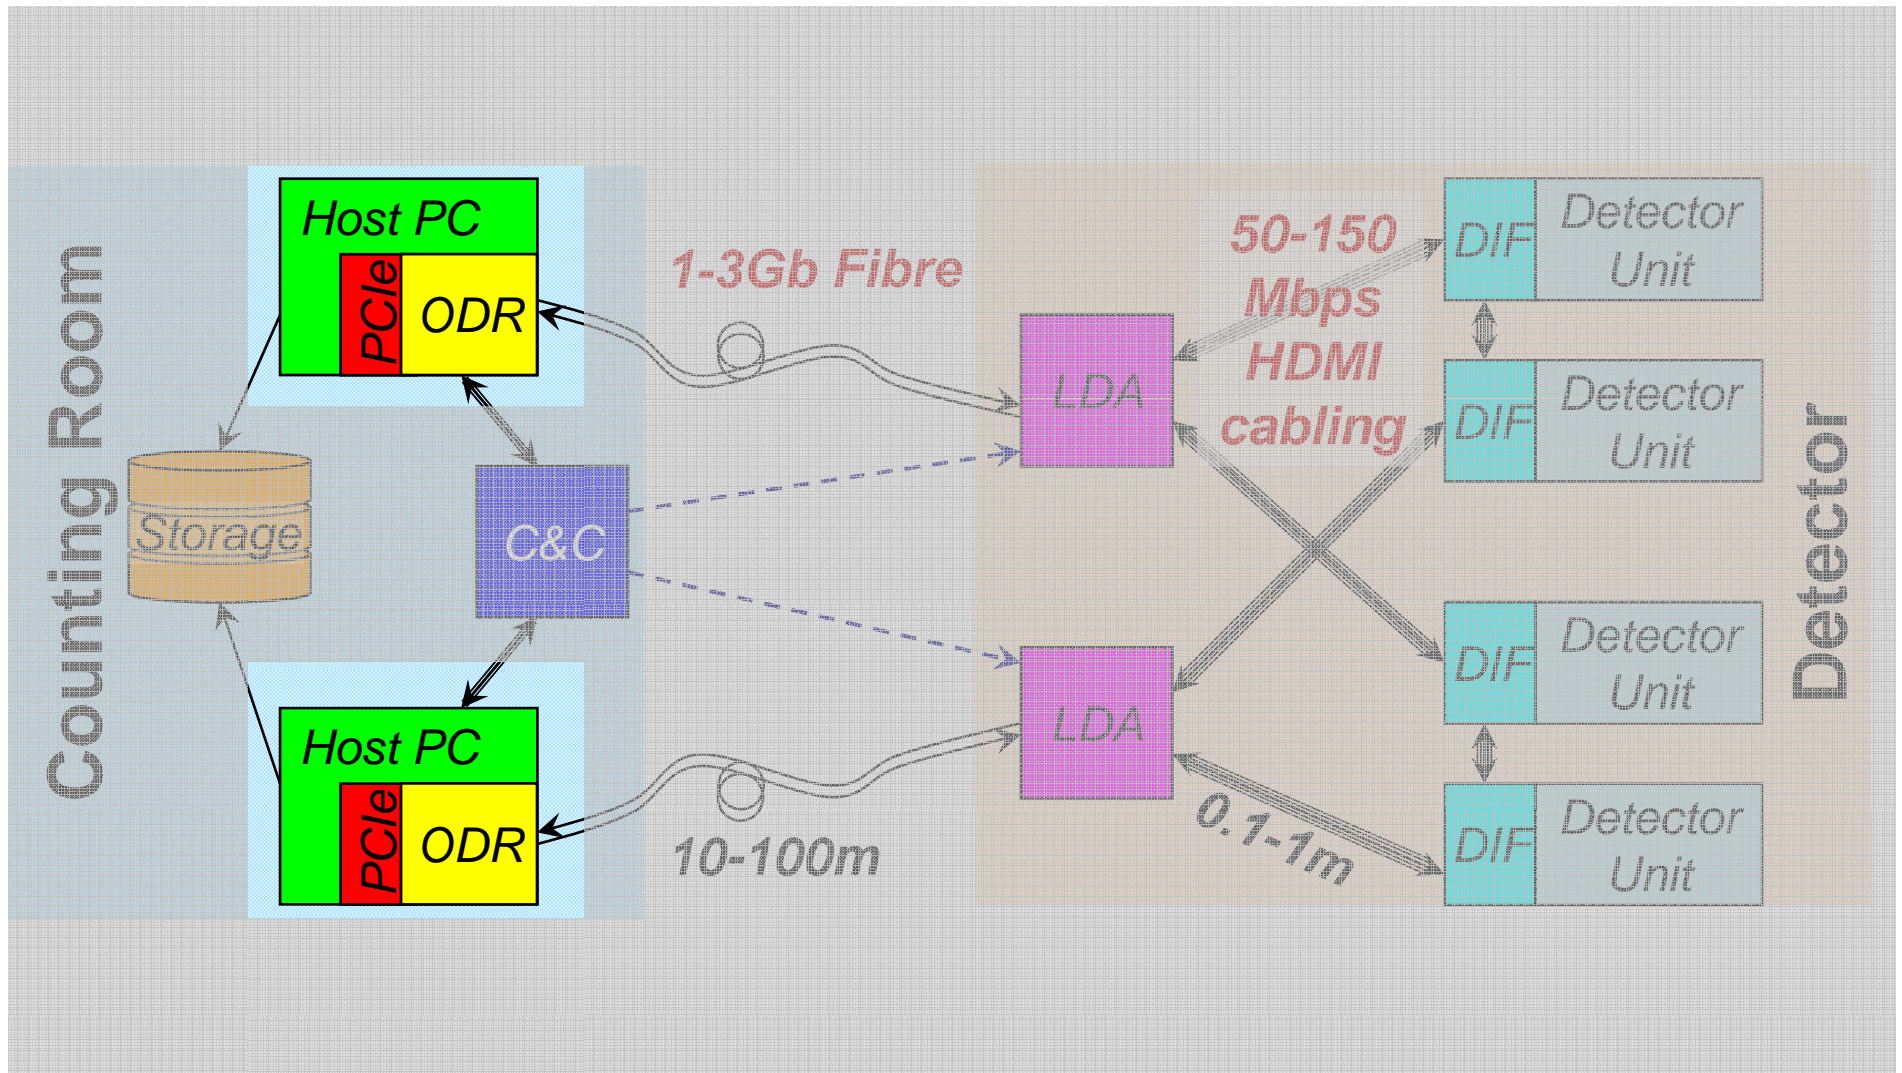 Counting Room
Host PC
PCIe
ODR
1-3Gb Fibre
Storage
C&C
Host PC
PCIe
ODR
10-100m
LDA
LDA
50-150
Mbps
HDMI
cabling
0.1-1m
DIF
Detector
Unit
DIF
Detector
Unit
DIF
Detector
Unit
DIF
Detector
Unit
Detector